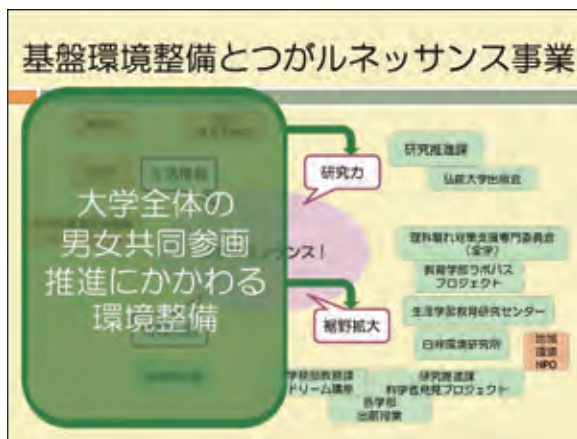 基盤環境整備とつがルネッサンス事業
大学全体の
男女共同参画
推進にかかわる
環境整備
研究力
研究推進課
弘前大学出版会
ンス!
理科離れ対策支援専門委員会
(全学)
教育学部ラボバス
プロジェクト
裾野拡大
生涯学習教育研究センター
白神環境研究所
地域
環境
NPO
学務部教務課
ドリーム講座
研究推進課
科学者発見プロジェクト
各学部
出前授業